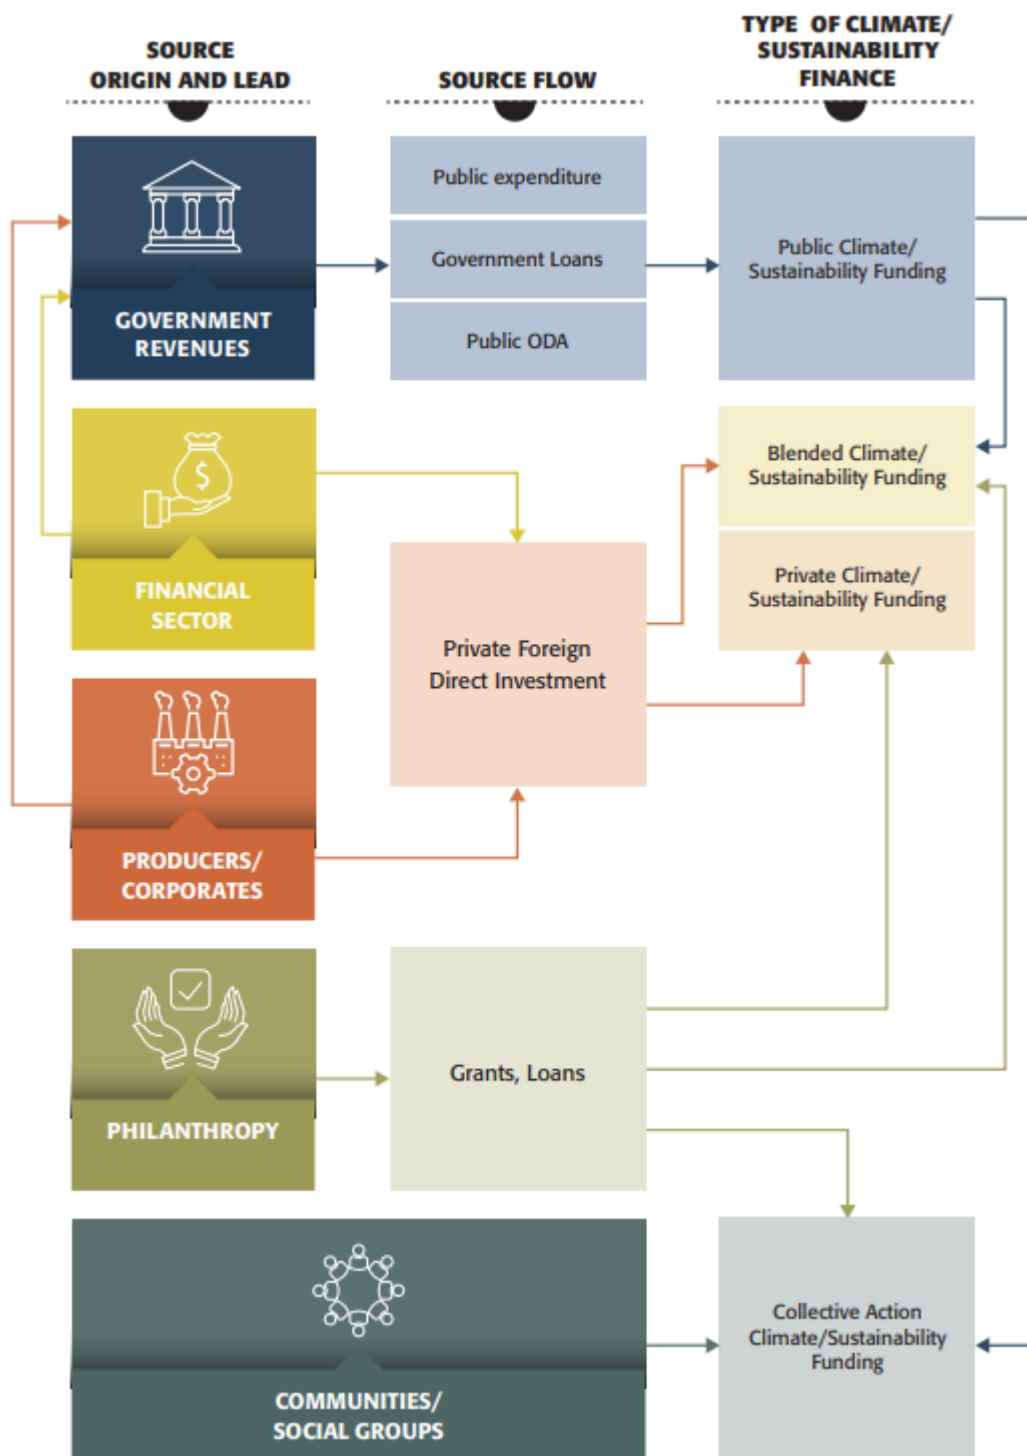 SOURCE
ORIGIN AND LEAD
SOURCE FLOW
TYPE OF CLIMATE/
SUSTAINABILITY
FINANCE
GOVERNMENT
REVENUES
Public expenditure
Government Loans
Public ODA
Public Climate/
Sustainability Funding
$
FINANCIAL
SECTOR
Blended Climate/
Sustainability Funding
Private Climate/
Sustainability Funding
Private Foreign
Direct Investment
PRODUCERS/
CORPORATES
PHILANTHROPY
Grants, Loans
COMMUNITIES/
SOCIAL GROUPS
Collective Action
Climate/Sustainability
Funding